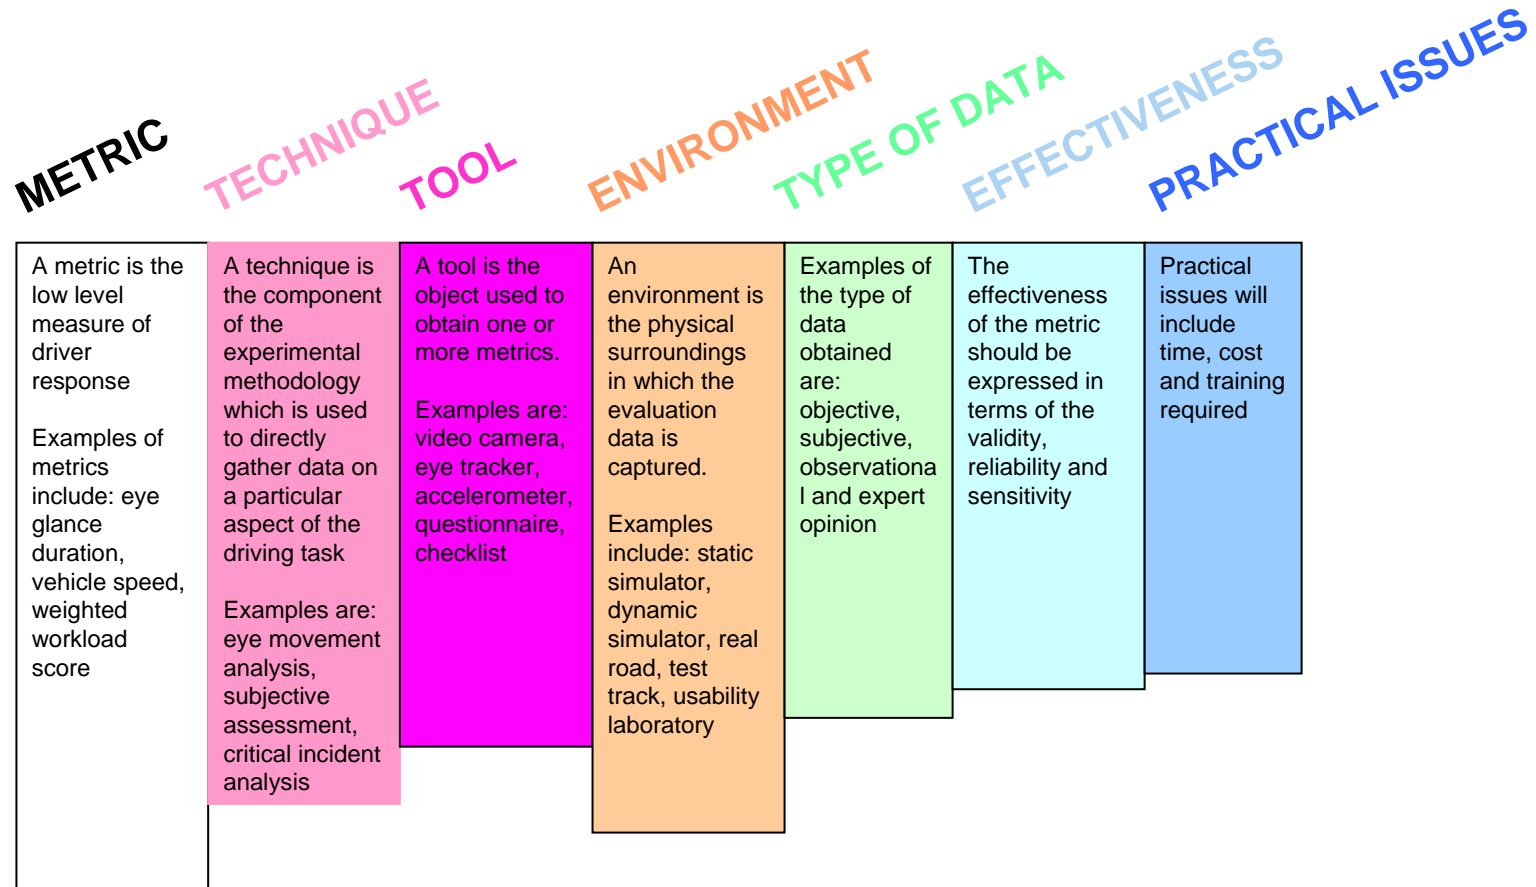 METRIC
TECHNIQUE
TOOL
ENVIRONMENT
TYPE OF DATA
EFFECTIVENESS
PRACTICAL ISSUES
A metric is the
low level
measure of
driver
response
Examples of
metrics
include: eye
glance
duration,
vehicle speed,
weighted
workload
score
A technique is
the component
of the
experimental
methodology
which is used
to directly
gather data on
a particular
aspect of the
driving task
Examples are:
eye movement
analysis,
subjective
assessment,
critical incident
analysis
A tool is the
object used to
obtain one or
more metrics.
Examples are:
video camera,
eye tracker,
accelerometer,
questionnaire,
checklist
An
environment is
the physical
surroundings
in which the
evaluation
data is
captured.
Examples
include: static
simulator,
dynamic
simulator, real
road, test
track, usability
laboratory
Examples of
the type of
data
obtained
are:
objective,
subjective,
observationa
l and expert
opinion
The
effectiveness
of the metric
should be
expressed in
terms of the
validity,
reliability and
sensitivity
Practical
issues will
include
time, cost
and training
required